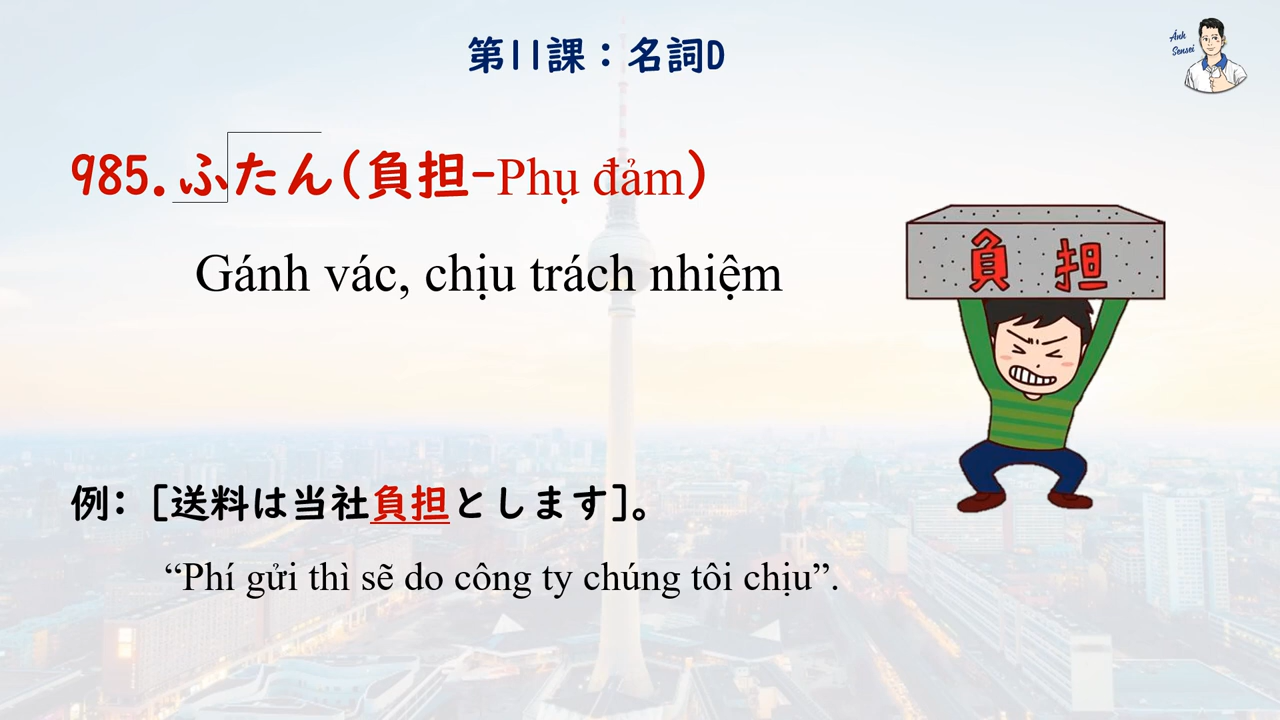 第11課：名詞D
Ánh
Sensei
985.ふたん(負担-Phụ đảm)
Gánh vác, chịu trách nhiệm
負 担
例: [送料は当社負担とします]。
“Phí gửi thì sẽ do công ty chúng tôi chịu”.